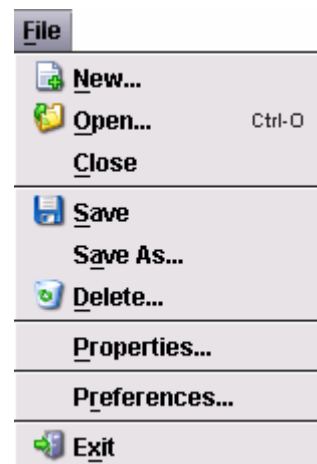 File
New...
Open... Ctrl-O
Close
Save
Save As...
Delete...
Properties...
Preferences...
Exit